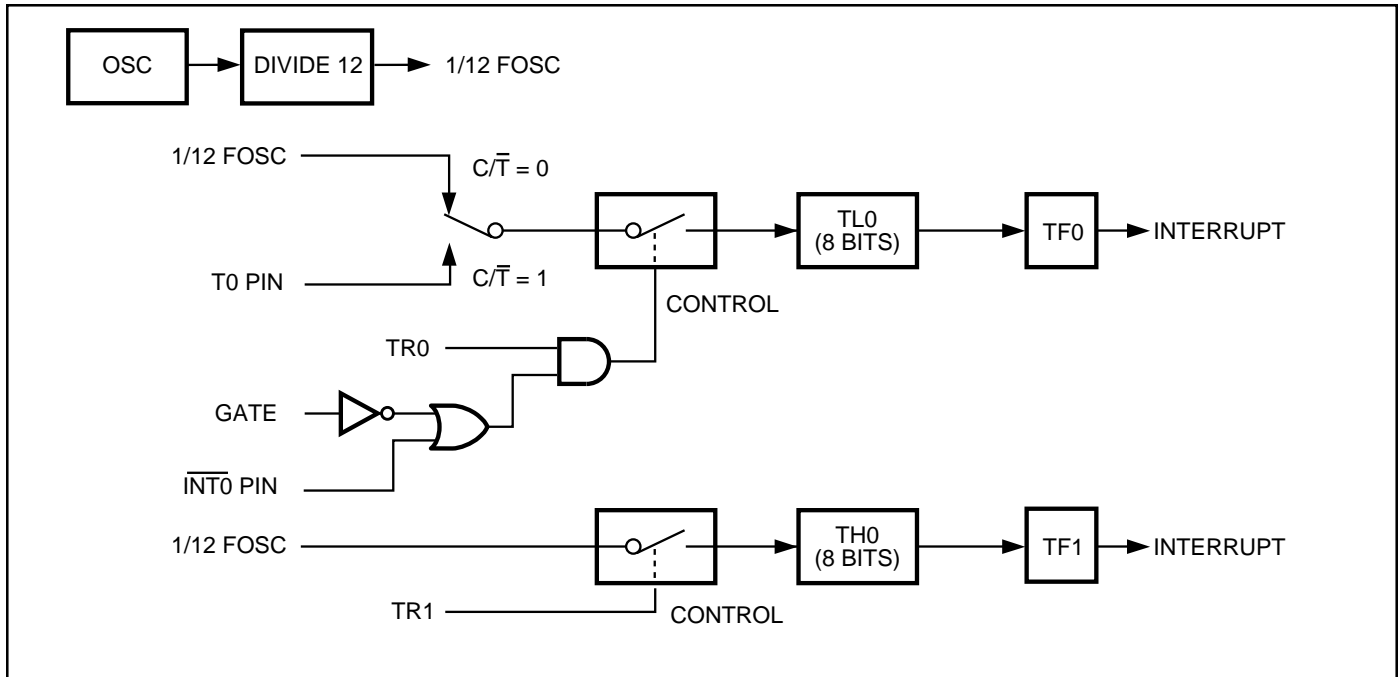 OSC
DIVIDE 12
1/12 FOSC
1/12 FOSC
C/T̅ = 0
TL0
(8 BITS)
TF0
INTERRUPT
T0 PIN
C/T̅ = 1
CONTROL
TR0
GATE
I̅N̅T̅0̅ PIN
1/12 FOSC
TH0
(8 BITS)
TF1
INTERRUPT
TR1
CONTROL